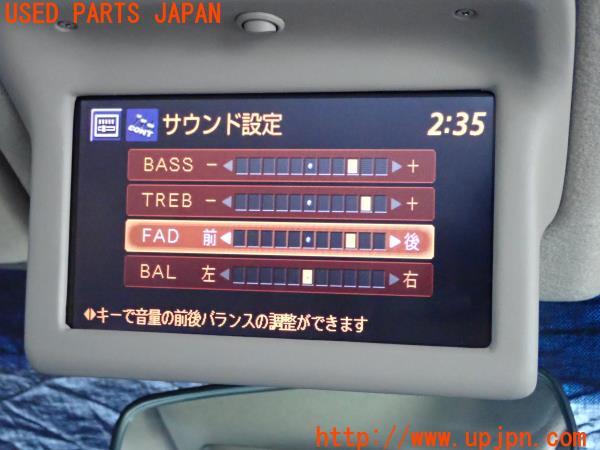 USED PARTS JAPAN
サウンド設定 2:35
BASS − +
TREB − +
FAD 前 後
BAL 左 右
キーで音量の前後バランスの調整ができます
http://www.upjpn.com